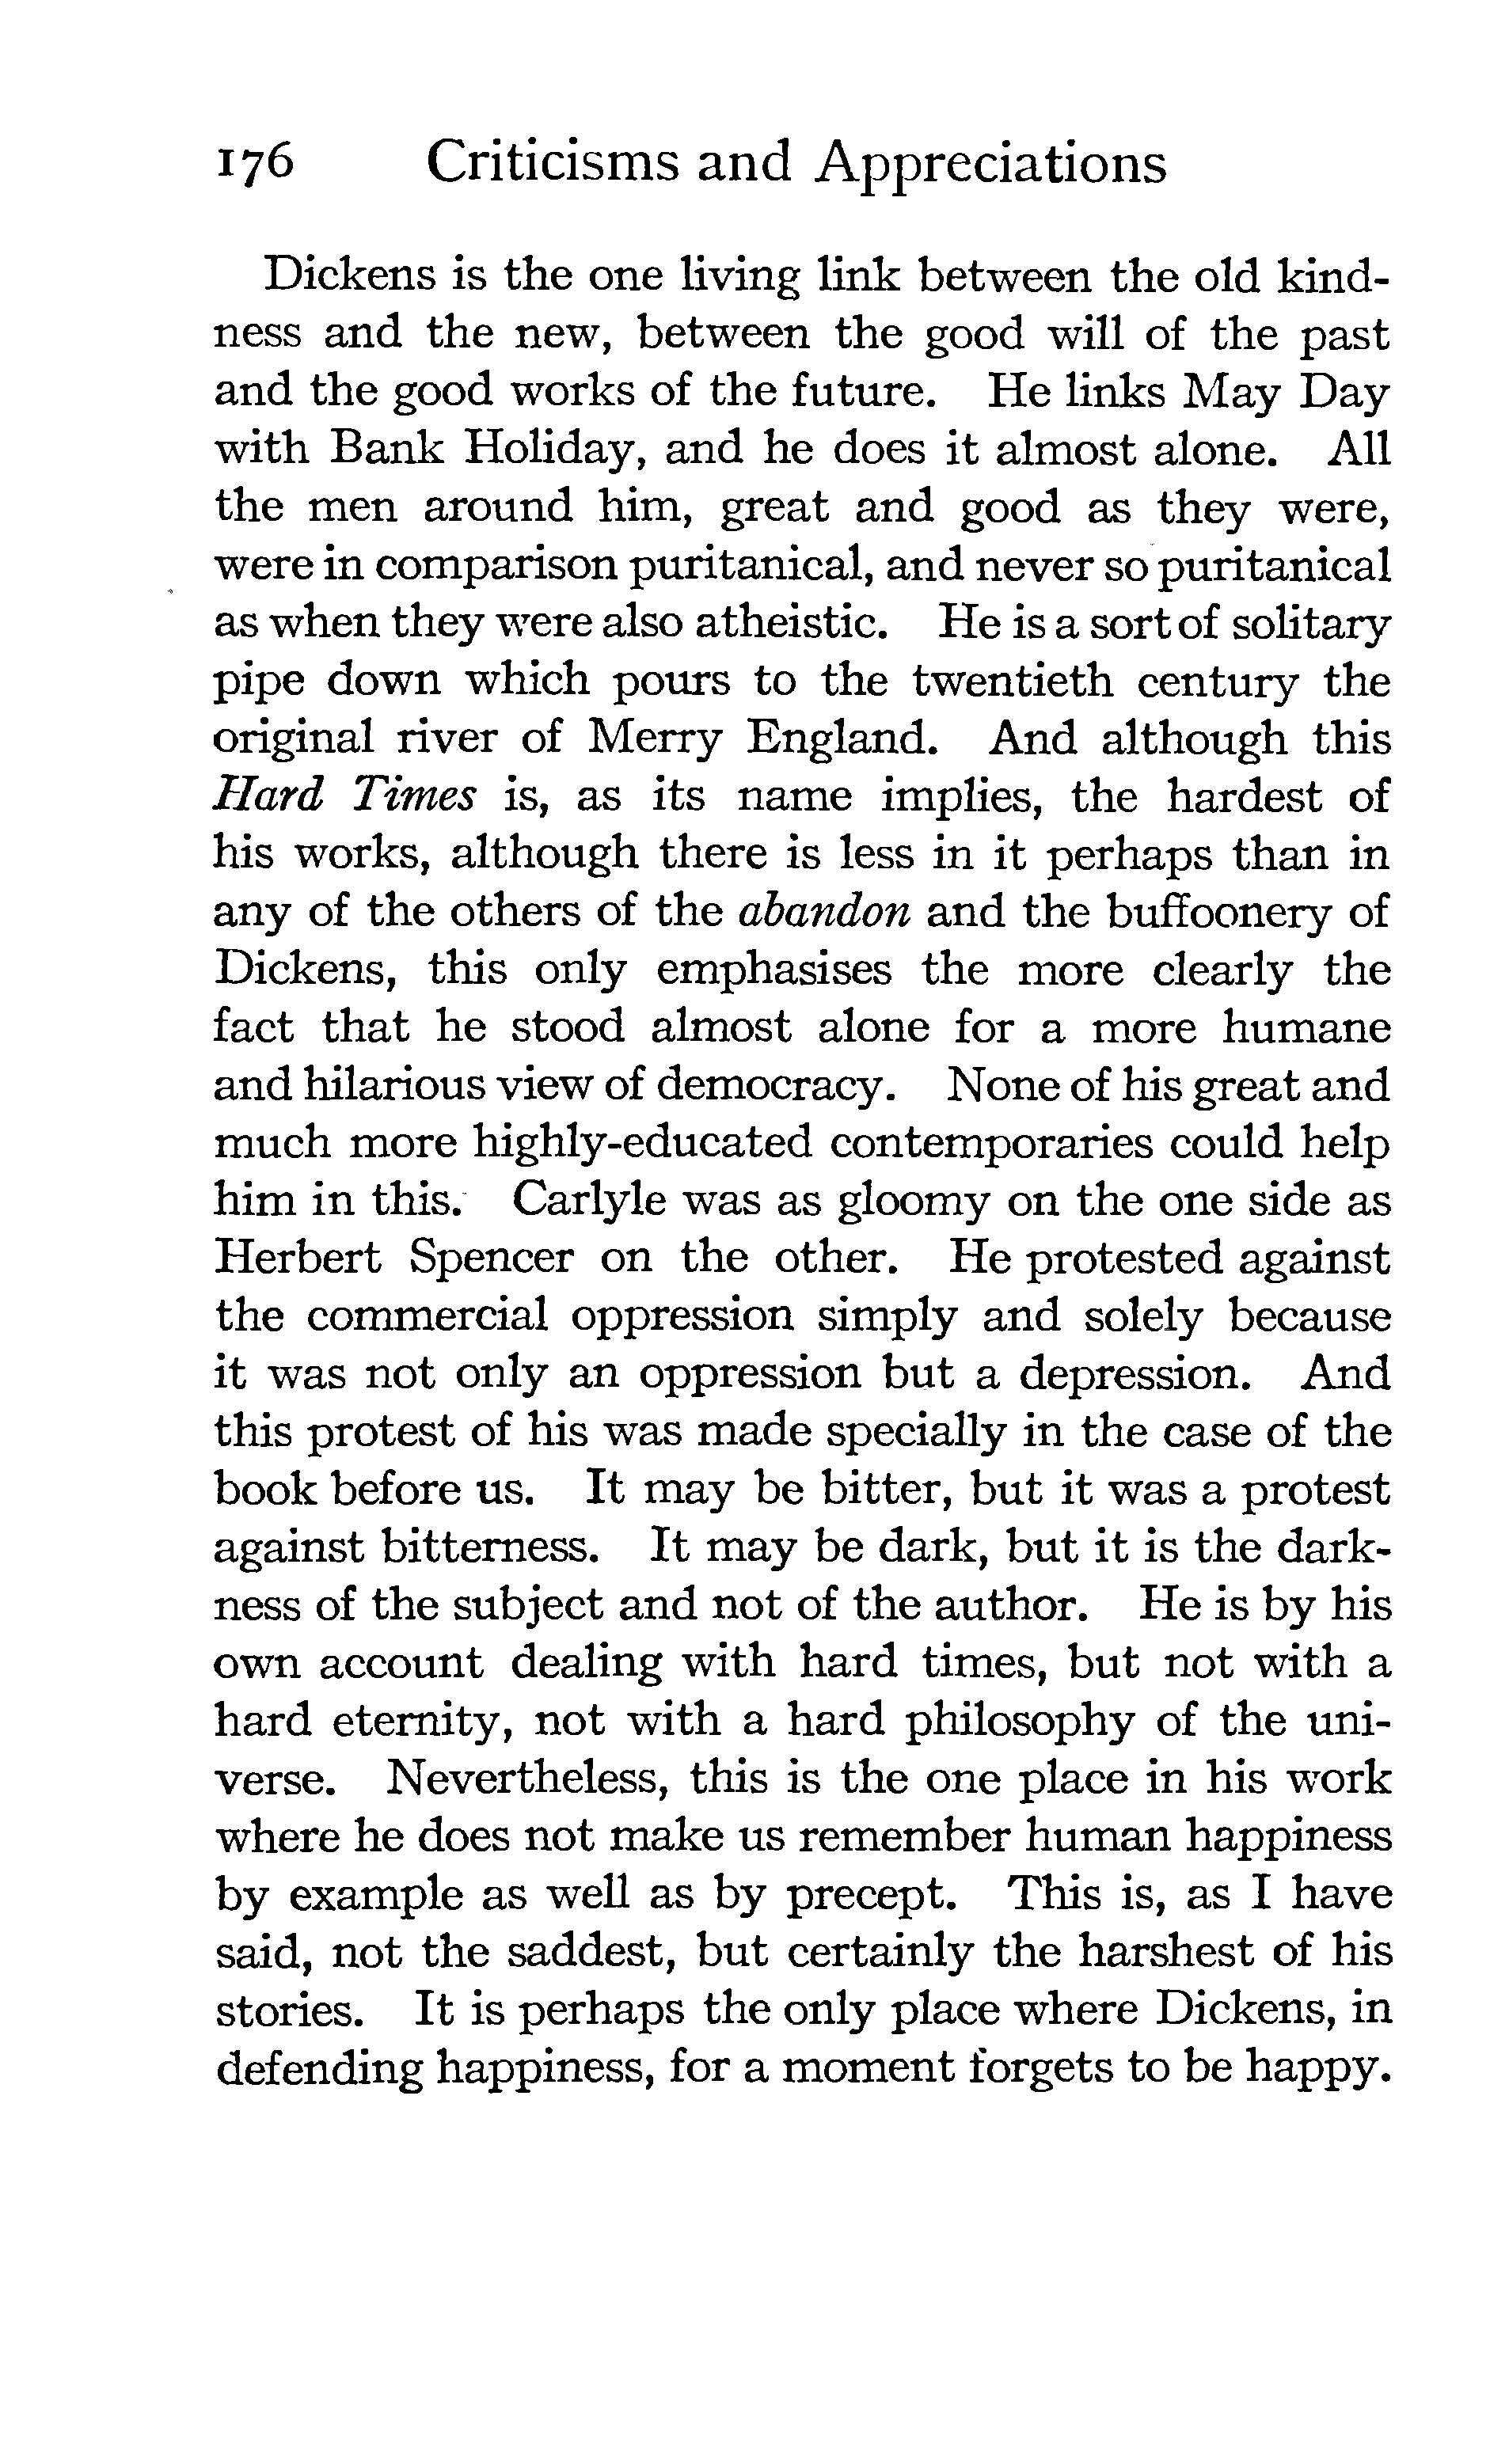 176 Criticisms and Appreciations
Dickens is the one living link between the old kind-
ness and the new, between the good will of the past
and the good works of the future. He links May Day
with Bank Holiday, and he does it almost alone. All
the men around him, great and good as they were,
were in comparison puritanical, and never so puritanical
as when they were also atheistic. He is a sort of solitary
pipe down which pours to the twentieth century the
original river of Merry England. And although this
Hard Times is, as its name implies, the hardest of
his works, although there is less in it perhaps than in
any of the others of the abandon and the buffoonery of
Dickens, this only emphasises the more clearly the
fact that he stood almost alone for a more humane
and hilarious view of democracy. None of his great and
much more highly-educated contemporaries could help
him in this. Carlyle was as gloomy on the one side as
Herbert Spencer on the other. He protested against
the commercial oppression simply and solely because
it was not only an oppression but a depression. And
this protest of his was made specially in the case of the
book before us. It may be bitter, but it was a protest
against bitterness. It may be dark, but it is the dark-
ness of the subject and not of the author. He is by his
own account dealing with hard times, but not with a
hard eternity, not with a hard philosophy of the uni-
verse. Nevertheless, this is the one place in his work
where he does not make us remember human happiness
by example as well as by precept. This is, as I have
said, not the saddest, but certainly the harshest of his
stories. It is perhaps the only place where Dickens, in
defending happiness, for a moment forgets to be happy.